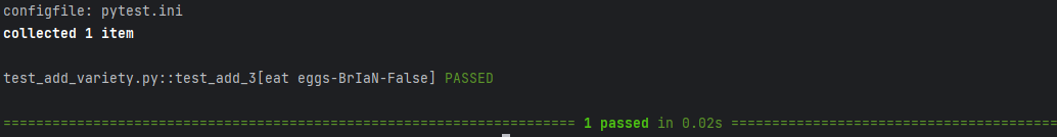 configfile: pytest.ini
collected 1 item
test_add_variety.py::test_add_3[eat eggs-BrIaN-False] PASSED
====================================================================== 1 passed in 0.02s ========================================